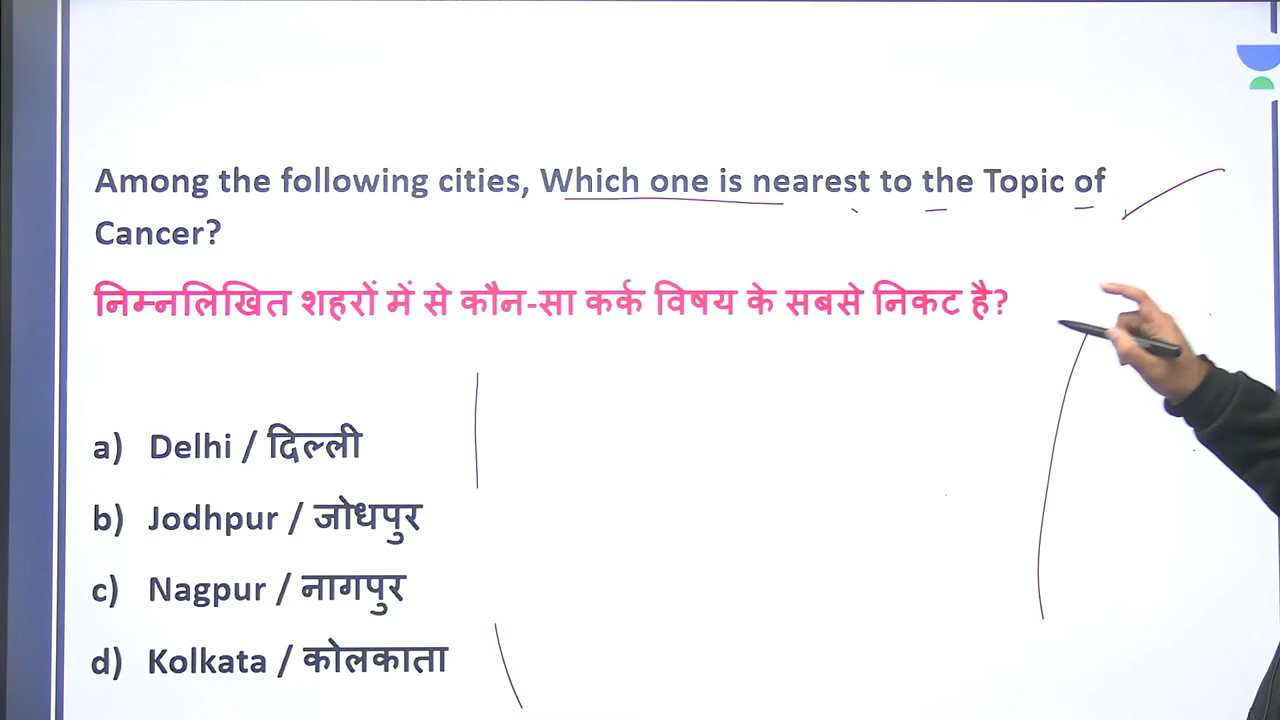 Among the following cities, Which one is nearest to the Topic of
Cancer?
निम्नलिखित शहरों में से कौन-सा कर्क विषय के सबसे निकट है?
a) Delhi / दिल्ली
b) Jodhpur / जोधपुर
c) Nagpur / नागपुर
d) Kolkata / कोलकाता